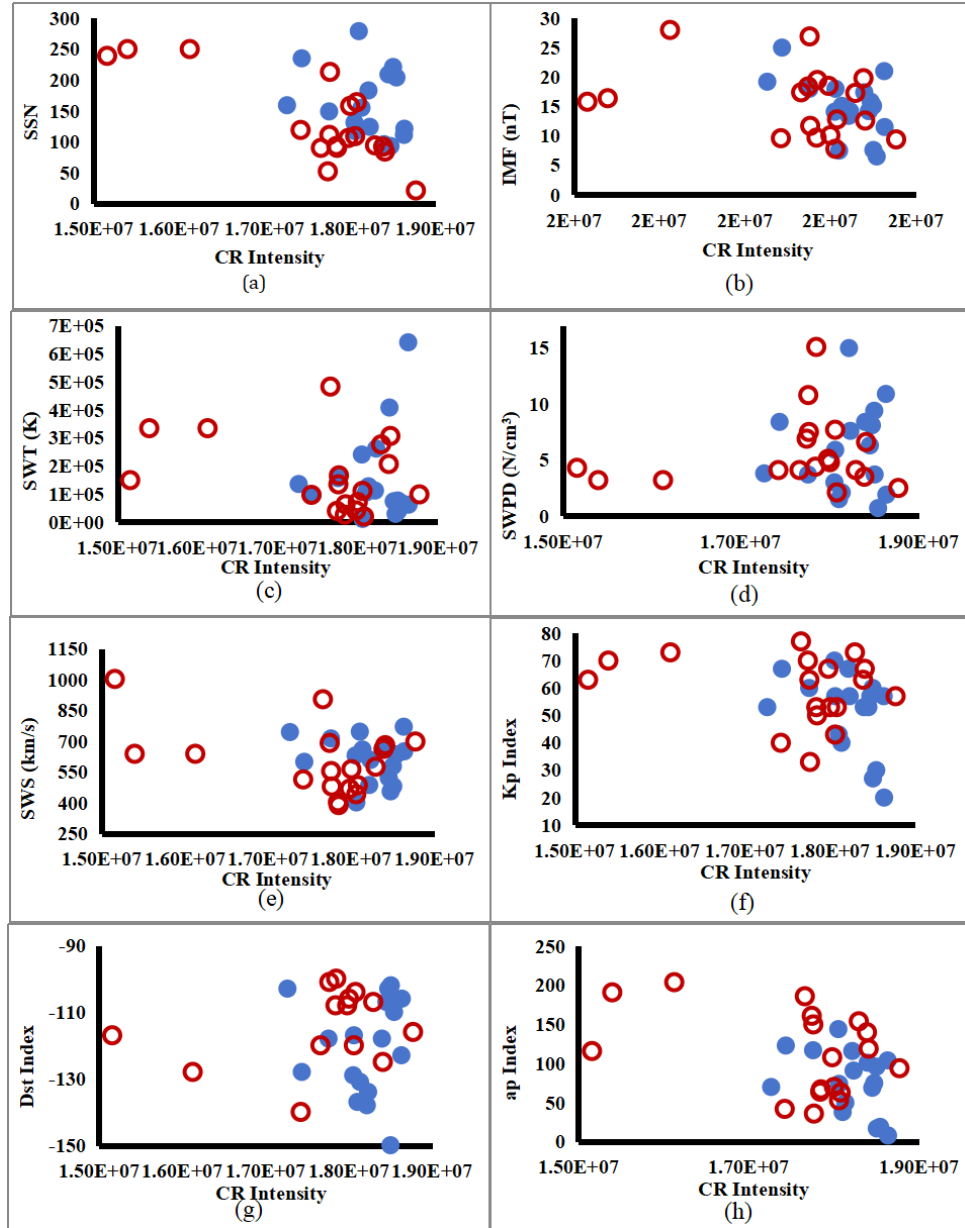 300
250
200
150
100
50
0
SSN
1.50E+07 1.60E+07 1.70E+07 1.80E+07 1.90E+07
CR Intensity
(a)
30
25
20
15
10
5
0
IMF (nT)
2E+07 2E+07 2E+07 2E+07 2E+07
CR Intensity
(b)
7E+05
6E+05
5E+05
4E+05
3E+05
2E+05
1E+05
0E+00
SWT (K)
1.50E+07 1.60E+07 1.70E+07 1.80E+07 1.90E+07
CR Intensity
(c)
15
10
5
0
SWPD (N/cm³)
1.50E+07 1.70E+07 1.90E+07
CR Intensity
(d)
1150
1000
850
700
550
400
250
SWS (km/s)
1.50E+07 1.60E+07 1.70E+07 1.80E+07 1.90E+07
CR Intensity
(e)
80
70
60
50
40
30
20
10
Kp Index
1.50E+07 1.60E+07 1.70E+07 1.80E+07 1.90E+07
CR Intensity
(f)
-90
-110
-130
-150
Dst Index
1.50E+07 1.60E+07 1.70E+07 1.80E+07 1.90E+07
CR Intensity
(g)
250
200
150
100
50
0
ap Index
1.50E+07 1.70E+07 1.90E+07
CR Intensity
(h)